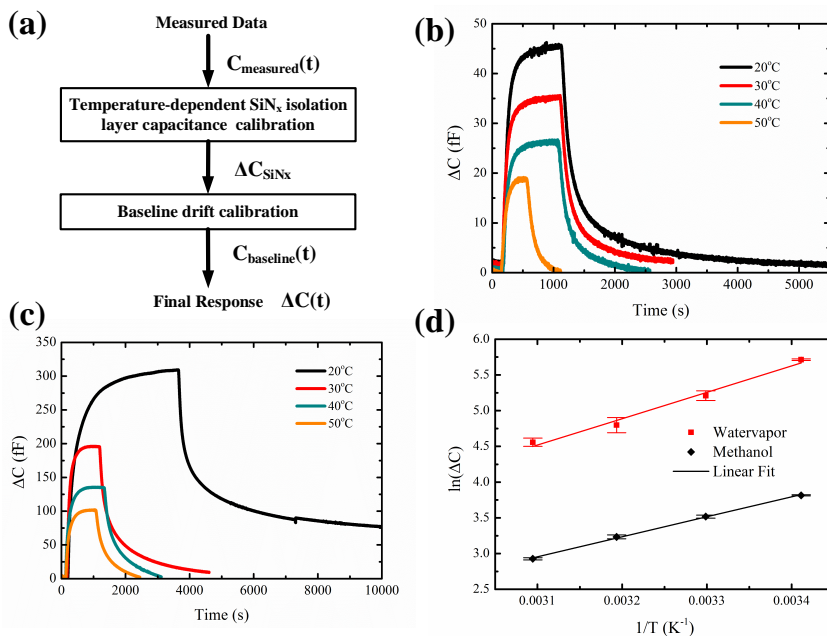 (a)
Measured Data
C_measured(t)
Temperature-dependent SiN_x isolation
layer capacitance calibration
ΔC_SiNx
Baseline drift calibration
C_baseline(t)
Final Response ΔC(t)
(b)
50
40
30
20
10
0
ΔC (fF)
20°C
30°C
40°C
50°C
0 1000 2000 3000 4000 5000
Time (s)
(c)
350
300
250
200
150
100
50
0
ΔC (fF)
20°C
30°C
40°C
50°C
0 2000 4000 6000 8000 10000
Time (s)
(d)
6.0
5.5
5.0
4.5
4.0
3.5
3.0
2.5
ln(ΔC)
Watervapor
Methanol
Linear Fit
0.0031 0.0032 0.0033 0.0034
1/T (K⁻¹)